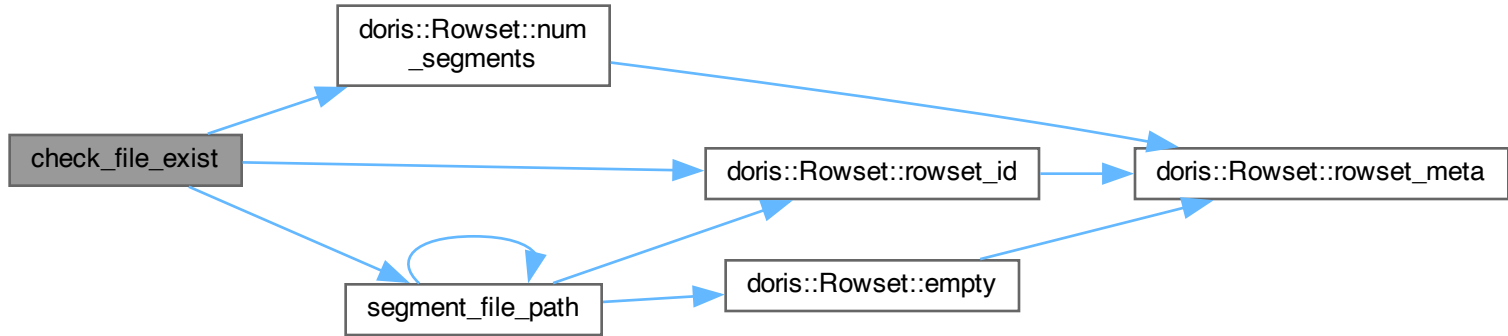 doris::Rowset::num
_segments
check_file_exist
doris::Rowset::rowset_id
doris::Rowset::rowset_meta
segment_file_path
doris::Rowset::empty